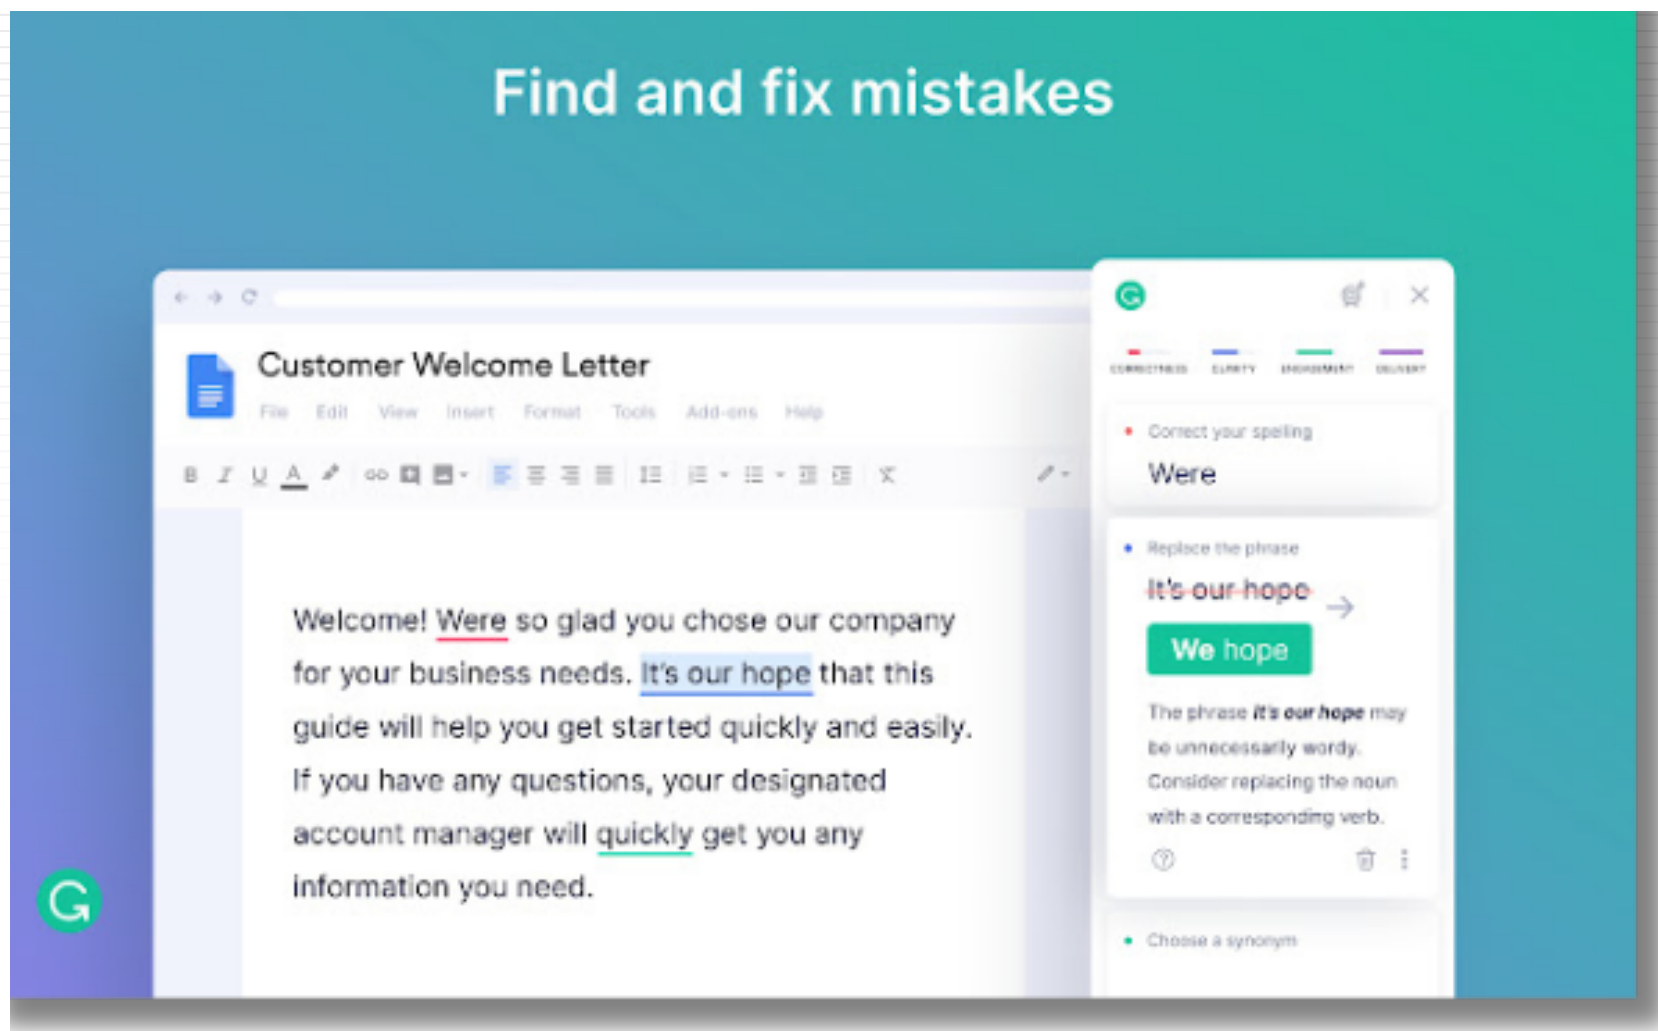 Find and fix mistakes
Customer Welcome Letter
File Edit View Insert Format Tools Add-ons Help
B I U A
Welcome! Were so glad you chose our company
for your business needs. It's our hope that this
guide will help you get started quickly and easily.
If you have any questions, your designated
account manager will quickly get you any
information you need.
CORRECTNESS CLARITY ENGAGEMENT DELIVERY
Correct your spelling
Were
Replace the phrase
It's our hope
We hope
The phrase it's our hope may
be unnecessarily wordy.
Consider replacing the noun
with a corresponding verb.
Choose a synonym